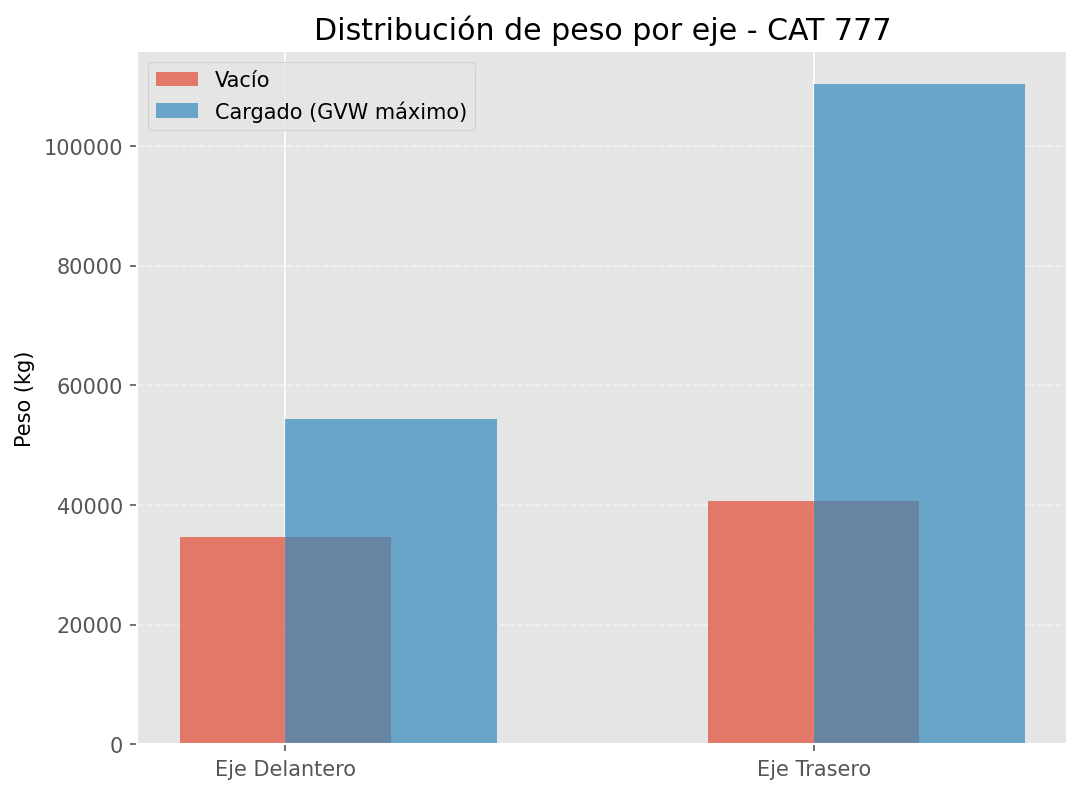 Distribución de peso por eje - CAT 777
Vacío
Cargado (GVW máximo)
Peso (kg)
100000
80000
60000
40000
20000
0
Eje Delantero
Eje Trasero